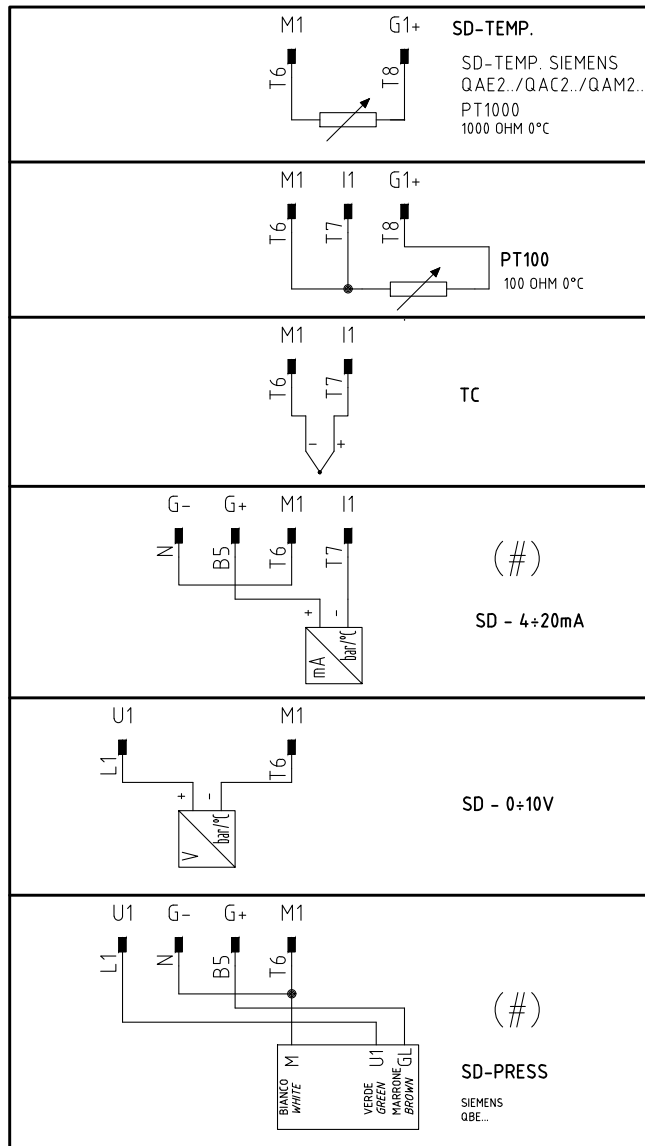 M1 G1+ SD-TEMP.
T6 T8
SD-TEMP. SIEMENS
QAE2../QAC2../QAM2..
PT1000
1000 OHM 0°C
M1 I1 G1+
T6 T7 T8
PT100
100 OHM 0°C
M1 I1
T6 T7
TC
- +
G- G+ M1 I1
N B5 T6 T7
(#)
+ -
SD - 4÷20mA
mA bar/°C
U1 M1
L1 T6
+ -
SD - 0÷10V
V bar/°C
U1 G- G+ M1
L1 N B5 T6
(#)
M U1 GL
BIANCO VERDE MARRONE
WHITE GREEN BROWN
SD-PRESS
SIEMENS
QBE...